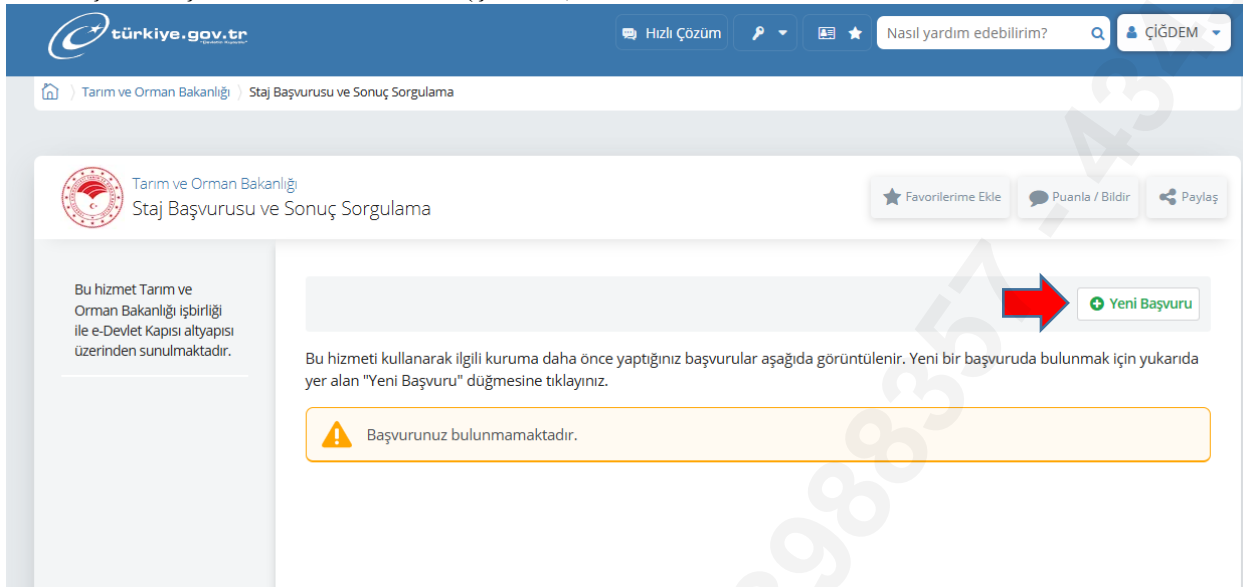 türkiye.gov.tr
Hızlı Çözüm
Nasıl yardım edebilirim?
ÇİĞDEM
Tarım ve Orman Bakanlığı
Staj Başvurusu ve Sonuç Sorgulama
Tarım ve Orman Bakanlığı
Staj Başvurusu ve Sonuç Sorgulama
Favorilerime Ekle
Puanla / Bildir
Paylaş
Bu hizmet Tarım ve
Orman Bakanlığı işbirliği
ile e-Devlet Kapısı altyapısı
üzerinden sunulmaktadır.
Yeni Başvuru
Bu hizmeti kullanarak ilgili kuruma daha önce yaptığınız başvurular aşağıda görüntülenir. Yeni bir başvuruda bulunmak için yukarıda
yer alan "Yeni Başvuru" düğmesine tıklayınız.
Başvurunuz bulunmamaktadır.